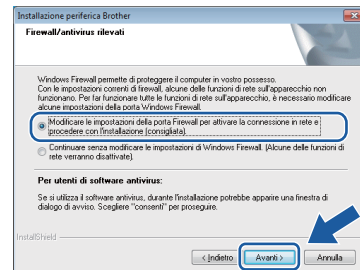 Installazione periferica Brother
Firewall/antivirus rilevati
Windows Firewall permette di proteggere il computer in vostro possesso.
Con le impostazioni correnti di firewall, alcune delle funzioni di rete sull'apparecchio non
funzionano. Per far funzionare tutte le funzioni di rete sull'apparecchio, è necessario modificare
alcune impostazioni della porta Windows Firewall.
Modificare le impostazioni della porta Firewall per attivare la connessione in rete e
procedere con l'installazione (consigliata).
Continuare senza modificare le impostazioni di Windows Firewall. (Alcune delle funzioni di
rete verranno disattivate).
Per utenti di software antivirus:
Se si utilizza il software antivirus, durante l'installazione potrebbe apparire una finestra di
dialogo di avviso. Scegliere "consenti" per proseguire.
InstallShield
< Indietro
Avanti >
Annulla